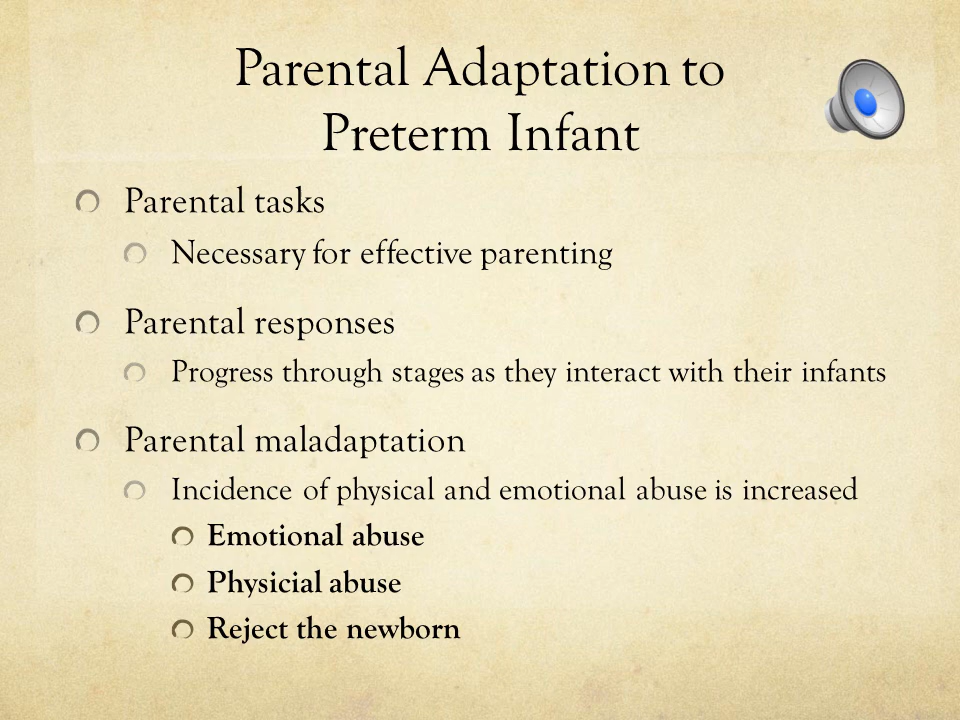 Parental Adaptation to
Preterm Infant
Parental tasks
Necessary for effective parenting
Parental responses
Progress through stages as they interact with their infants
Parental maladaptation
Incidence of physical and emotional abuse is increased
Emotional abuse
Physicial abuse
Reject the newborn